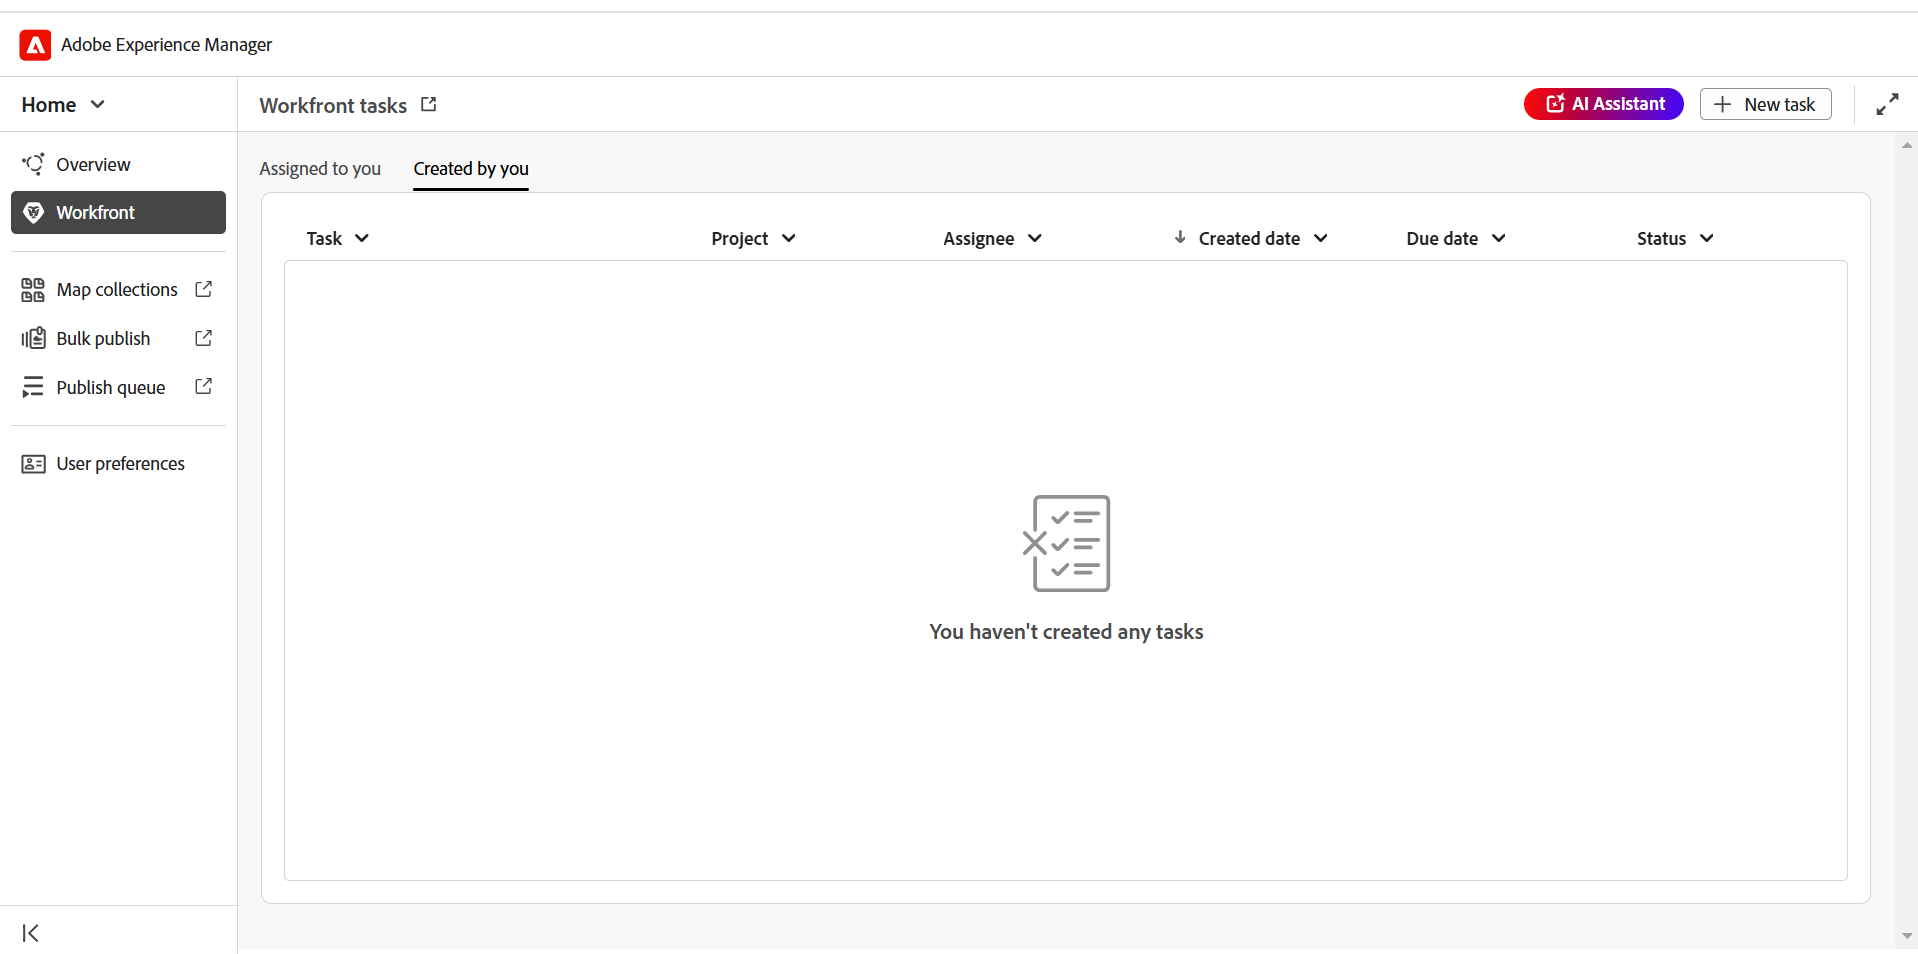 Adobe Experience Manager
Home
Workfront tasks
AI Assistant
New task
Overview
Workfront
Map collections
Bulk publish
Publish queue
User preferences
Assigned to you
Created by you
Task
Project
Assignee
Created date
Due date
Status
You haven't created any tasks